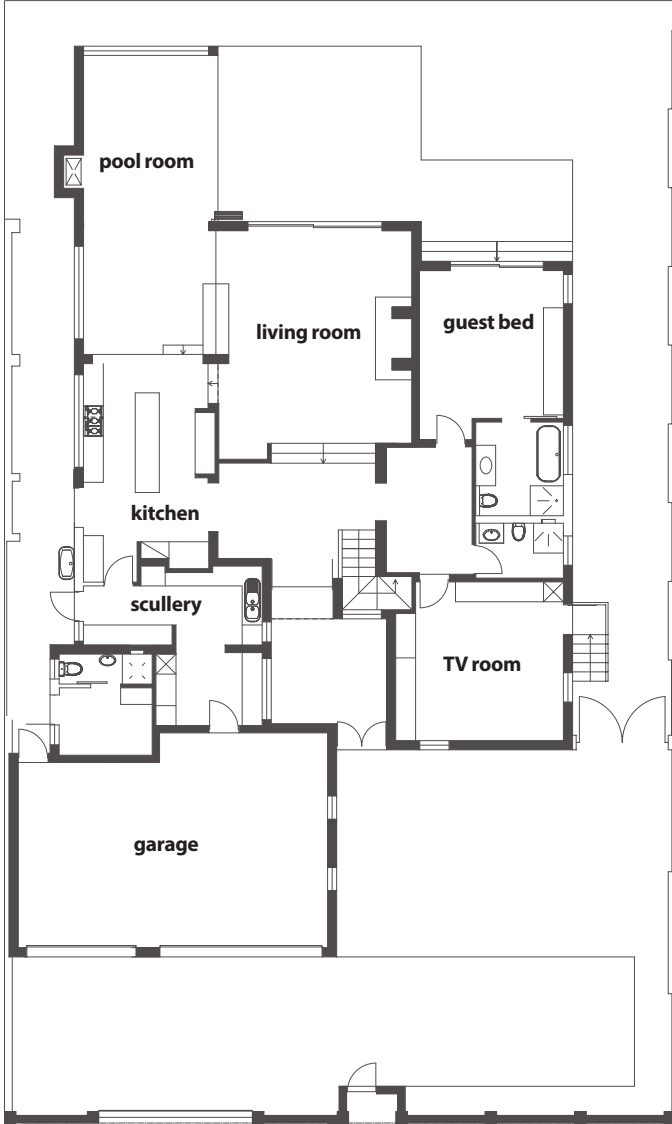 pool room
guest bed
living room
kitchen
scullery
TV room
garage